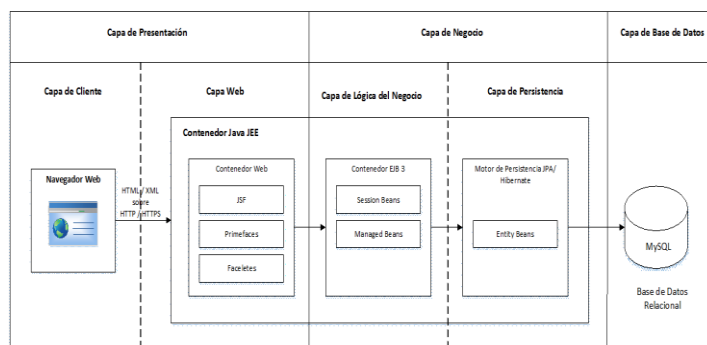 Capa de Presentación
Capa de Negocio
Capa de Base de Datos
Capa de Cliente
Capa Web
Capa de Lógica del Negocio
Capa de Persistencia
Contenedor Java JEE
Navegador Web
HTML / XML
sobre
HTTP / HTTPS
Contenedor Web
JSF
Primefaces
Faceletes
Contenedor EJB 3
Session Beans
Managed Beans
Motor de Persistencia JPA/
Hibernate
Entity Beans
MySQL
Base de Datos
Relacional